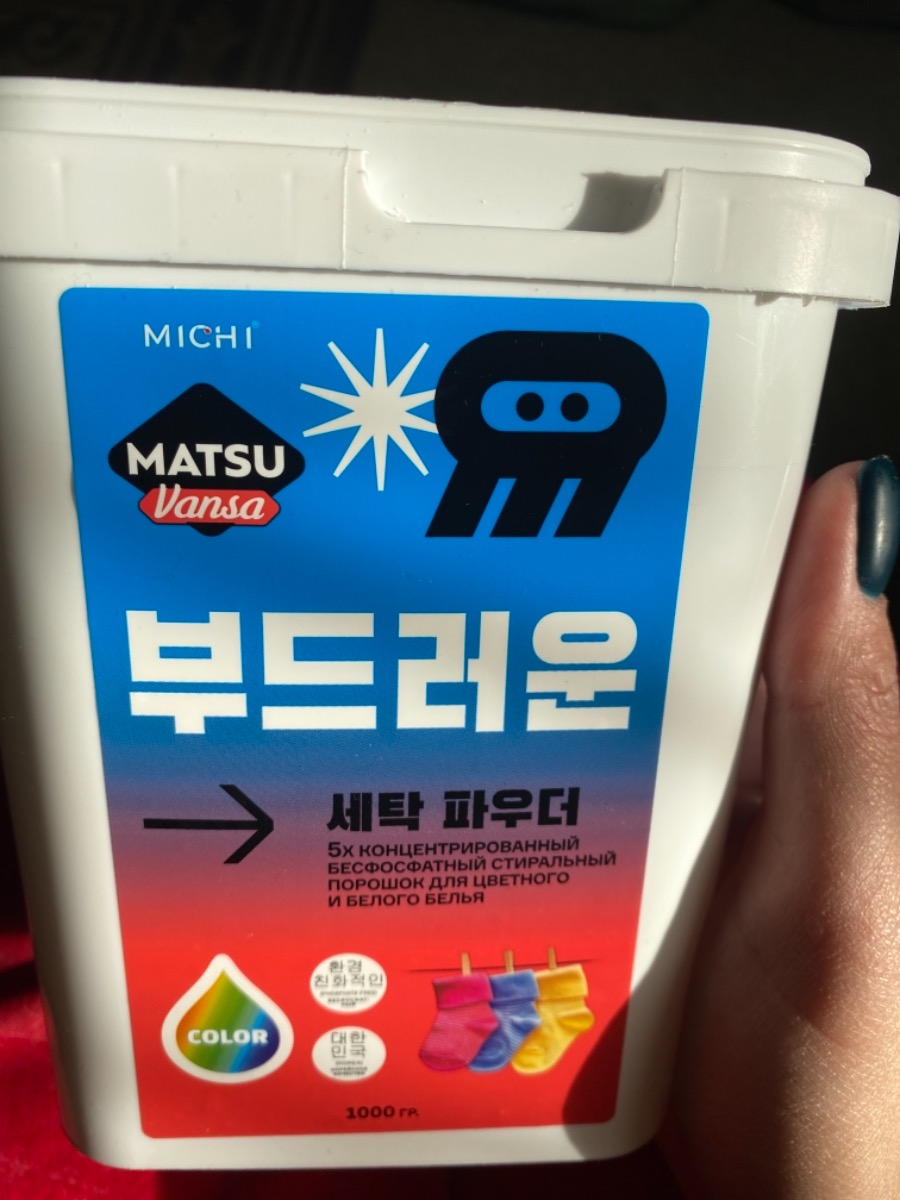 MICHI
MATSU
Vansa
부드러운
세탁 파우더
5X КОНЦЕНТРИРОВАННЫЙ
БЕСФОСФАТНЫЙ СТИРАЛЬНЫЙ
ПОРОШОК ДЛЯ ЦВЕТНОГО
И БЕЛОГО БЕЛЬЯ
COLOR
환경
친화적인
대한
민국
1000 ГР.